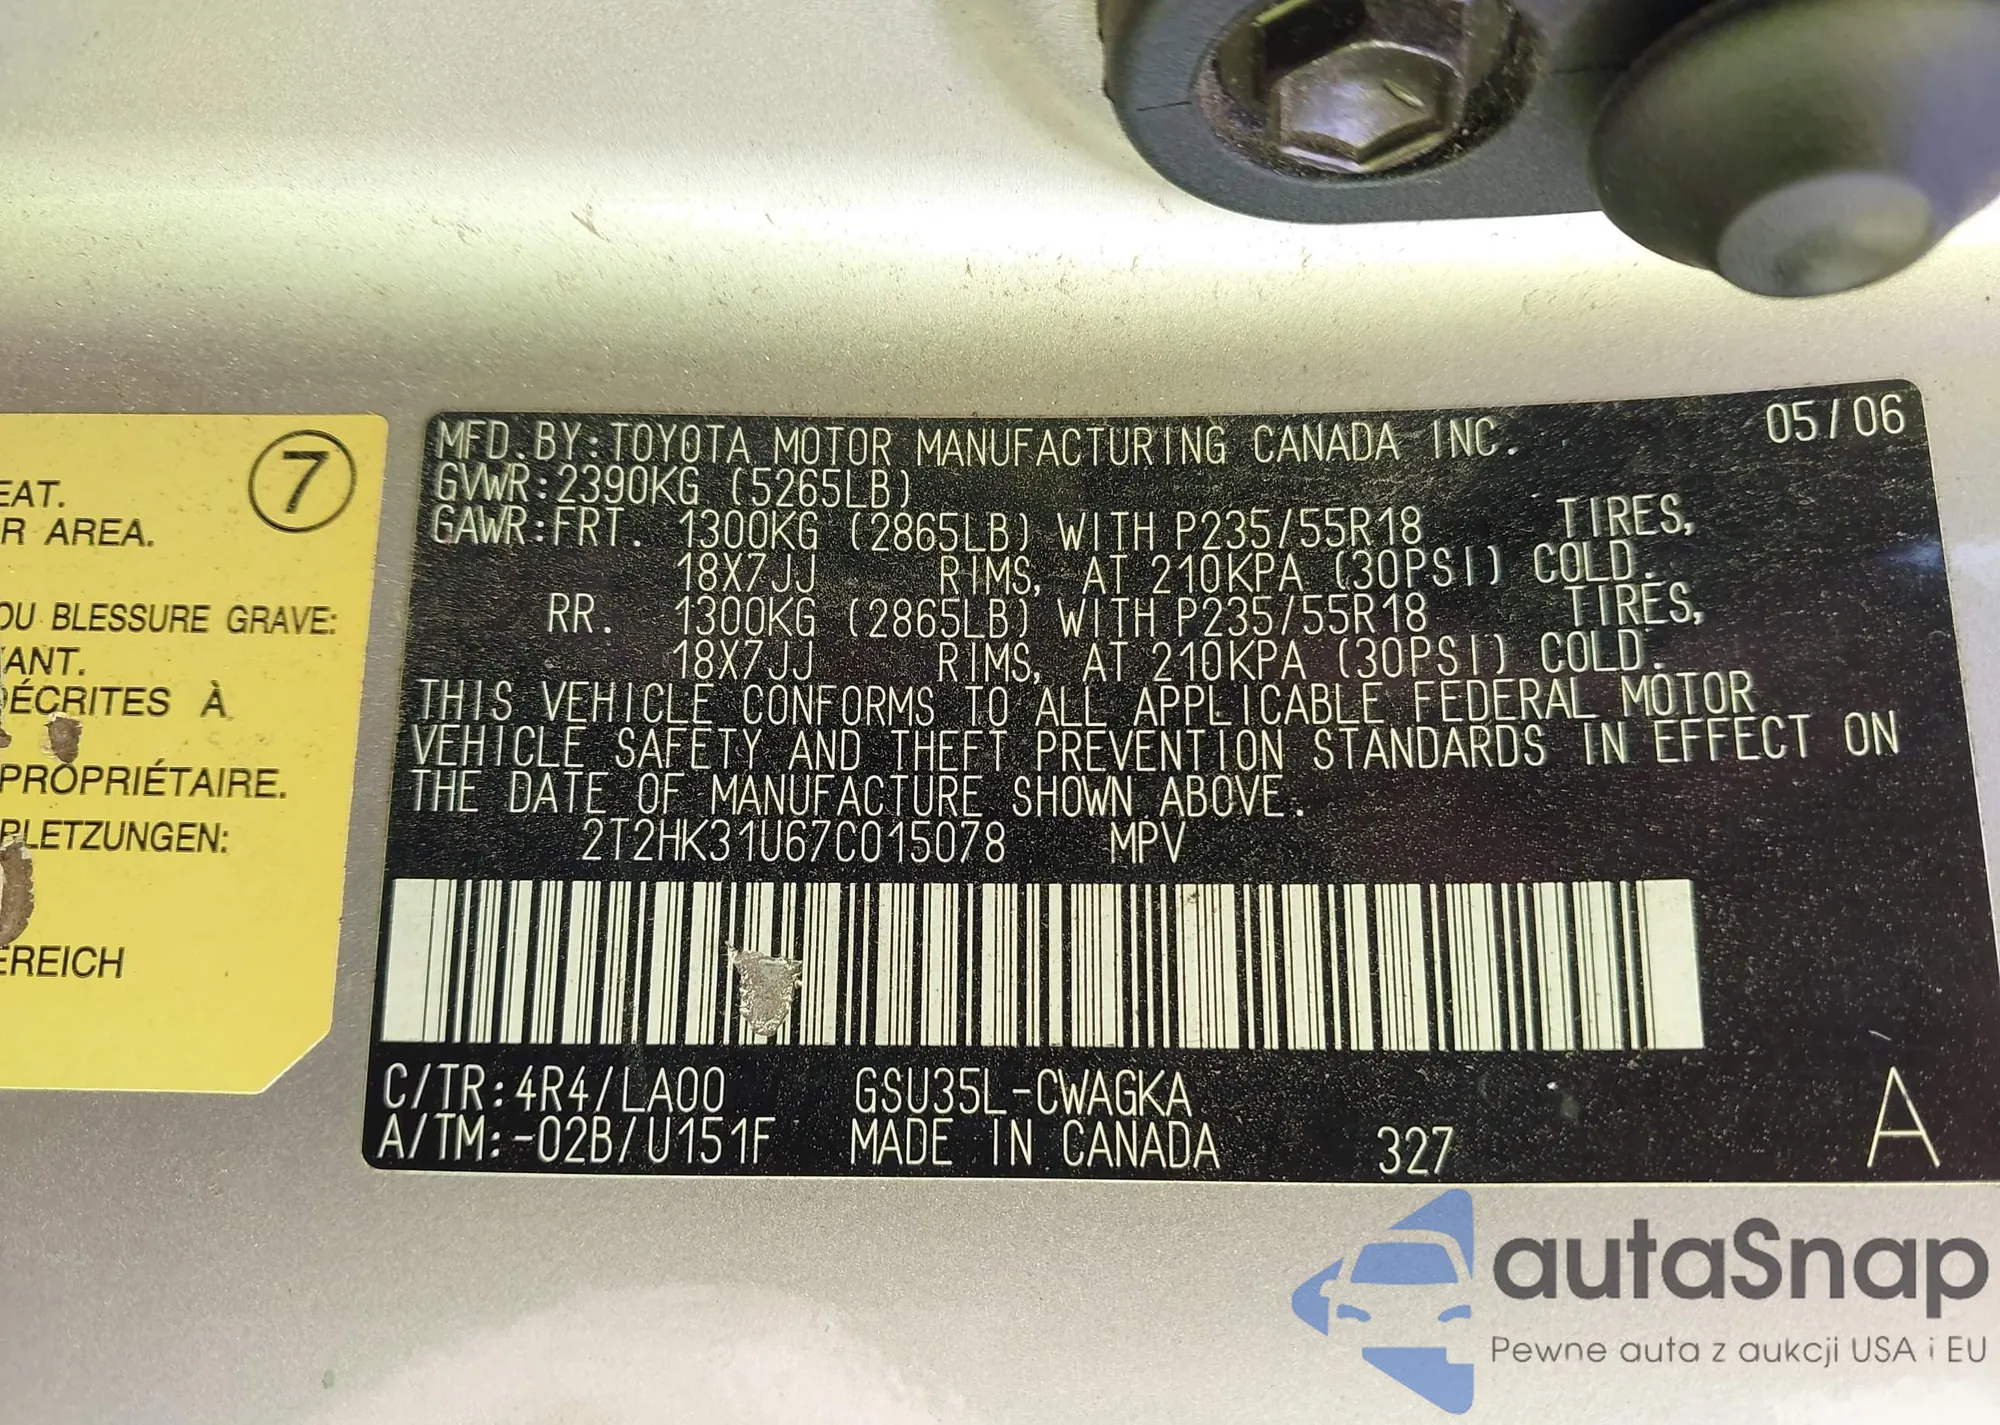 7
EAT.
R AREA.
OU BLESSURE GRAVE:
ANT.
DÉCRITES À
PROPRIÉTAIRE.
RLETZUNGEN:
EREICH
MFD.BY:TOYOTA MOTOR MANUFACTURING CANADA INC. 05/06
GVWR:2390KG (5265LB)
GAWR:FRT. 1300KG (2865LB) WITH P235/55R18 TIRES,
18X7JJ RIMS, AT 210KPA (30PSI) COLD.
RR. 1300KG (2865LB) WITH P235/55R18 TIRES,
18X7JJ RIMS, AT 210KPA (30PSI) COLD.
THIS VEHICLE CONFORMS TO ALL APPLICABLE FEDERAL MOTOR
VEHICLE SAFETY AND THEFT PREVENTION STANDARDS IN EFFECT ON
THE DATE OF MANUFACTURE SHOWN ABOVE.
2T2HK31U67C015078 MPV
C/TR:4R4/LA00 GSU35L-CWAGKA
A/TM:-02B/U151F MADE IN CANADA 327 A
autaSnap
Pewne auta z aukcji USA i EU